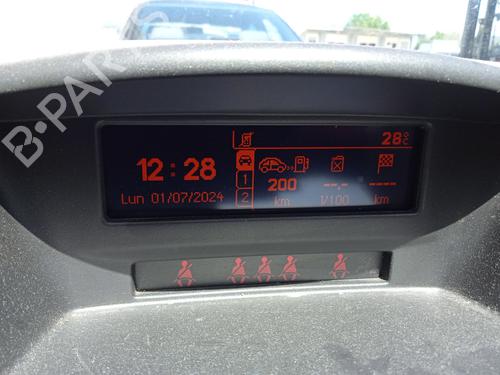 B-PARTS
28°C
12:28
Lun 01/07/2024
1
2
200
km
--.-
l/100
----
km